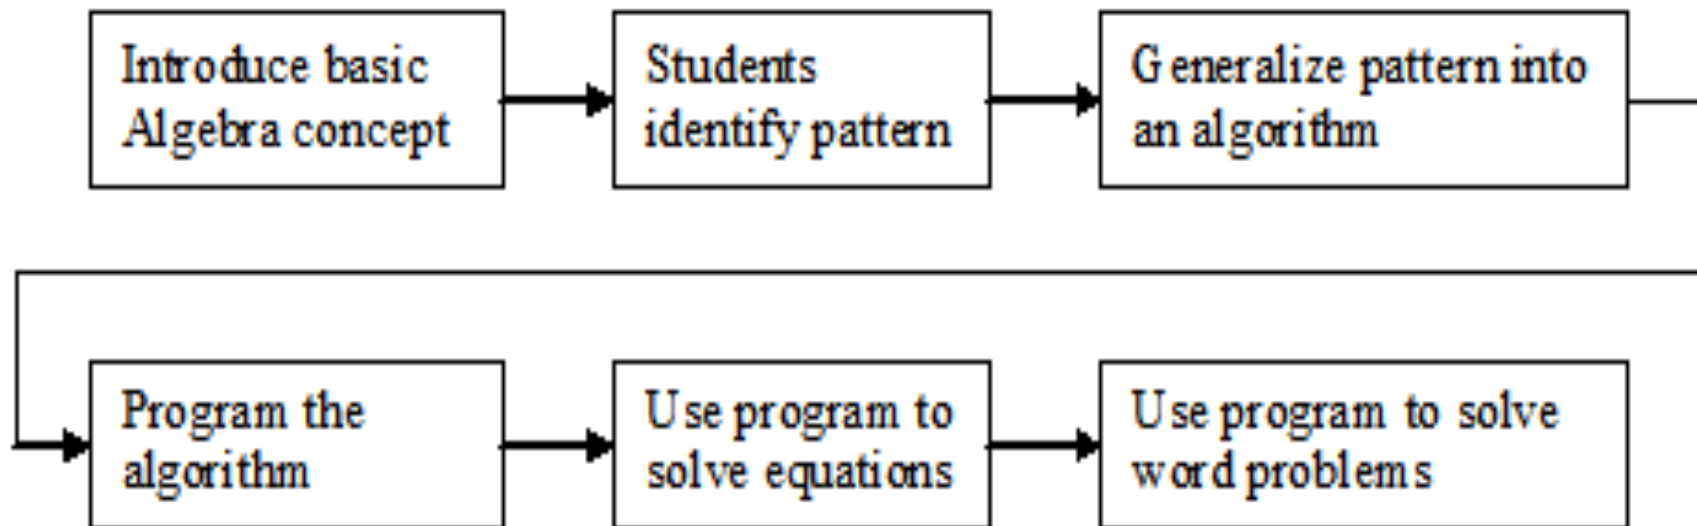 Introduce basic
Algebra concept
Students
identify pattern
Generalize pattern into
an algorithm
Program the
algorithm
Use program to
solve equations
Use program to solve
word problems